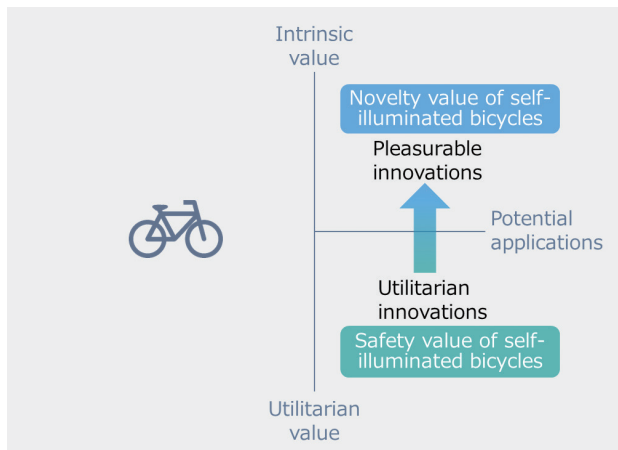 Intrinsic
value
Novelty value of self-
illuminated bicycles
Pleasurable
innovations
Potential
applications
Utilitarian
innovations
Safety value of self-
illuminated bicycles
Utilitarian
value